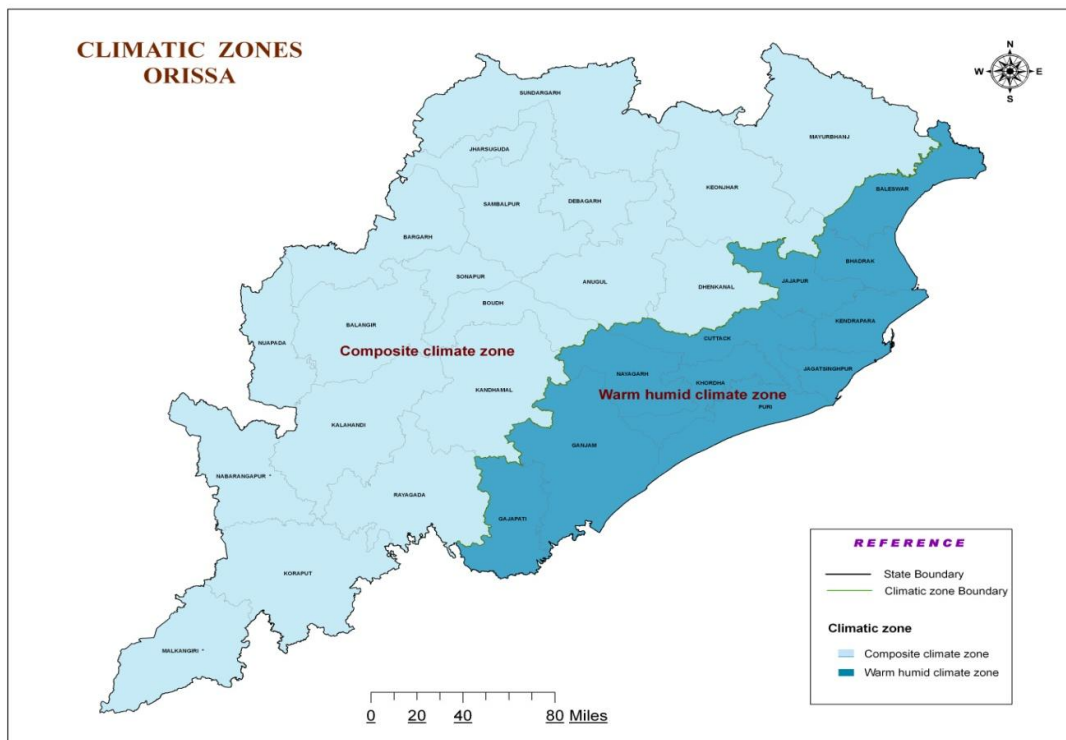 CLIMATIC ZONES
ORISSA
N
W E
S
SUNDARGARH
MAYURBHANJ
JHARSUGUDA
BALESWAR
KEONJHAR
SAMBALPUR
DEBAGARH
BARGARH
BHADRAK
SONAPUR
ANUGUL
JAJAPUR
DHENKANAL
BOUDH
KENDRAPARA
BALANGIR
CUTTACK
NUAPADA
Composite climate zone
JAGATSINGHPUR
NAYAGARH
KHORDHA
KANDHAMAL
Warm humid climate zone
PURI
KALAHANDI
GANJAM
NABARANGAPUR
RAYAGADA
GAJAPATI
KORAPUT
MALKANGIRI
REFERENCE
State Boundary
Climatic zone Boundary
Climatic zone
Composite climate zone
Warm humid climate zone
0 20 40 80 Miles